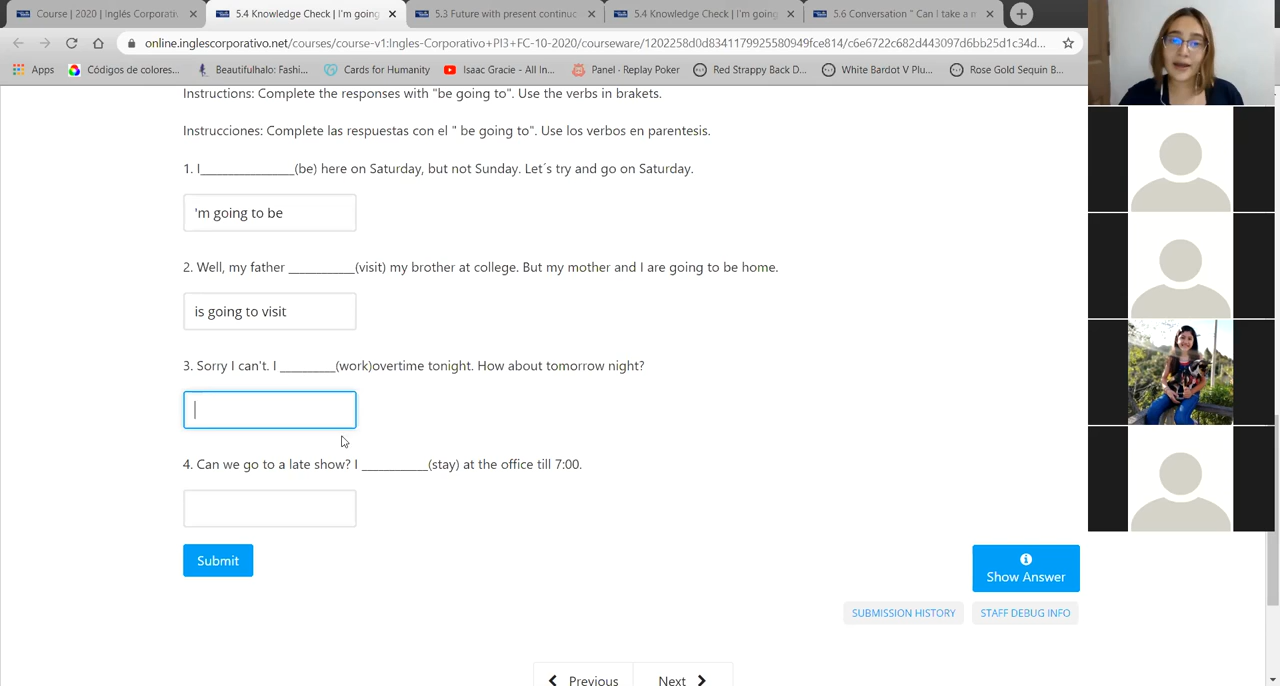 Course | 2020 | Inglés Corporati
5.4 Knowledge Check | I'm going
5.3 Future with present continuo
5.4 Knowledge Check | I'm going
5.6 Conversation " Can I take a m
online.inglescorporativo.net/courses/course-v1:Ingles-Corporativo+PI3+FC-10-2020/courseware/1202258d0d8341179925580949fce814/c6e6722c682d443097d6bb25d1c34d...
Apps
Códigos de colores...
Beautifulhalo: Fashi...
Cards for Humanity
Isaac Gracie - All In...
Panel · Replay Poker
Red Strappy Back D...
White Bardot V Plu...
Rose Gold Sequin B...
Instructions: Complete the responses with "be going to". Use the verbs in brakets.
Instrucciones: Complete las respuestas con el " be going to". Use los verbos en parentesis.
1. I_______________(be) here on Saturday, but not Sunday. Let´s try and go on Saturday.
'm going to be
2. Well, my father ___________(visit) my brother at college. But my mother and I are going to be home.
is going to visit
3. Sorry I can't. I _________(work)overtime tonight. How about tomorrow night?
4. Can we go to a late show? I ___________(stay) at the office till 7:00.
Submit
Show Answer
SUBMISSION HISTORY
STAFF DEBUG INFO
Previous
Next